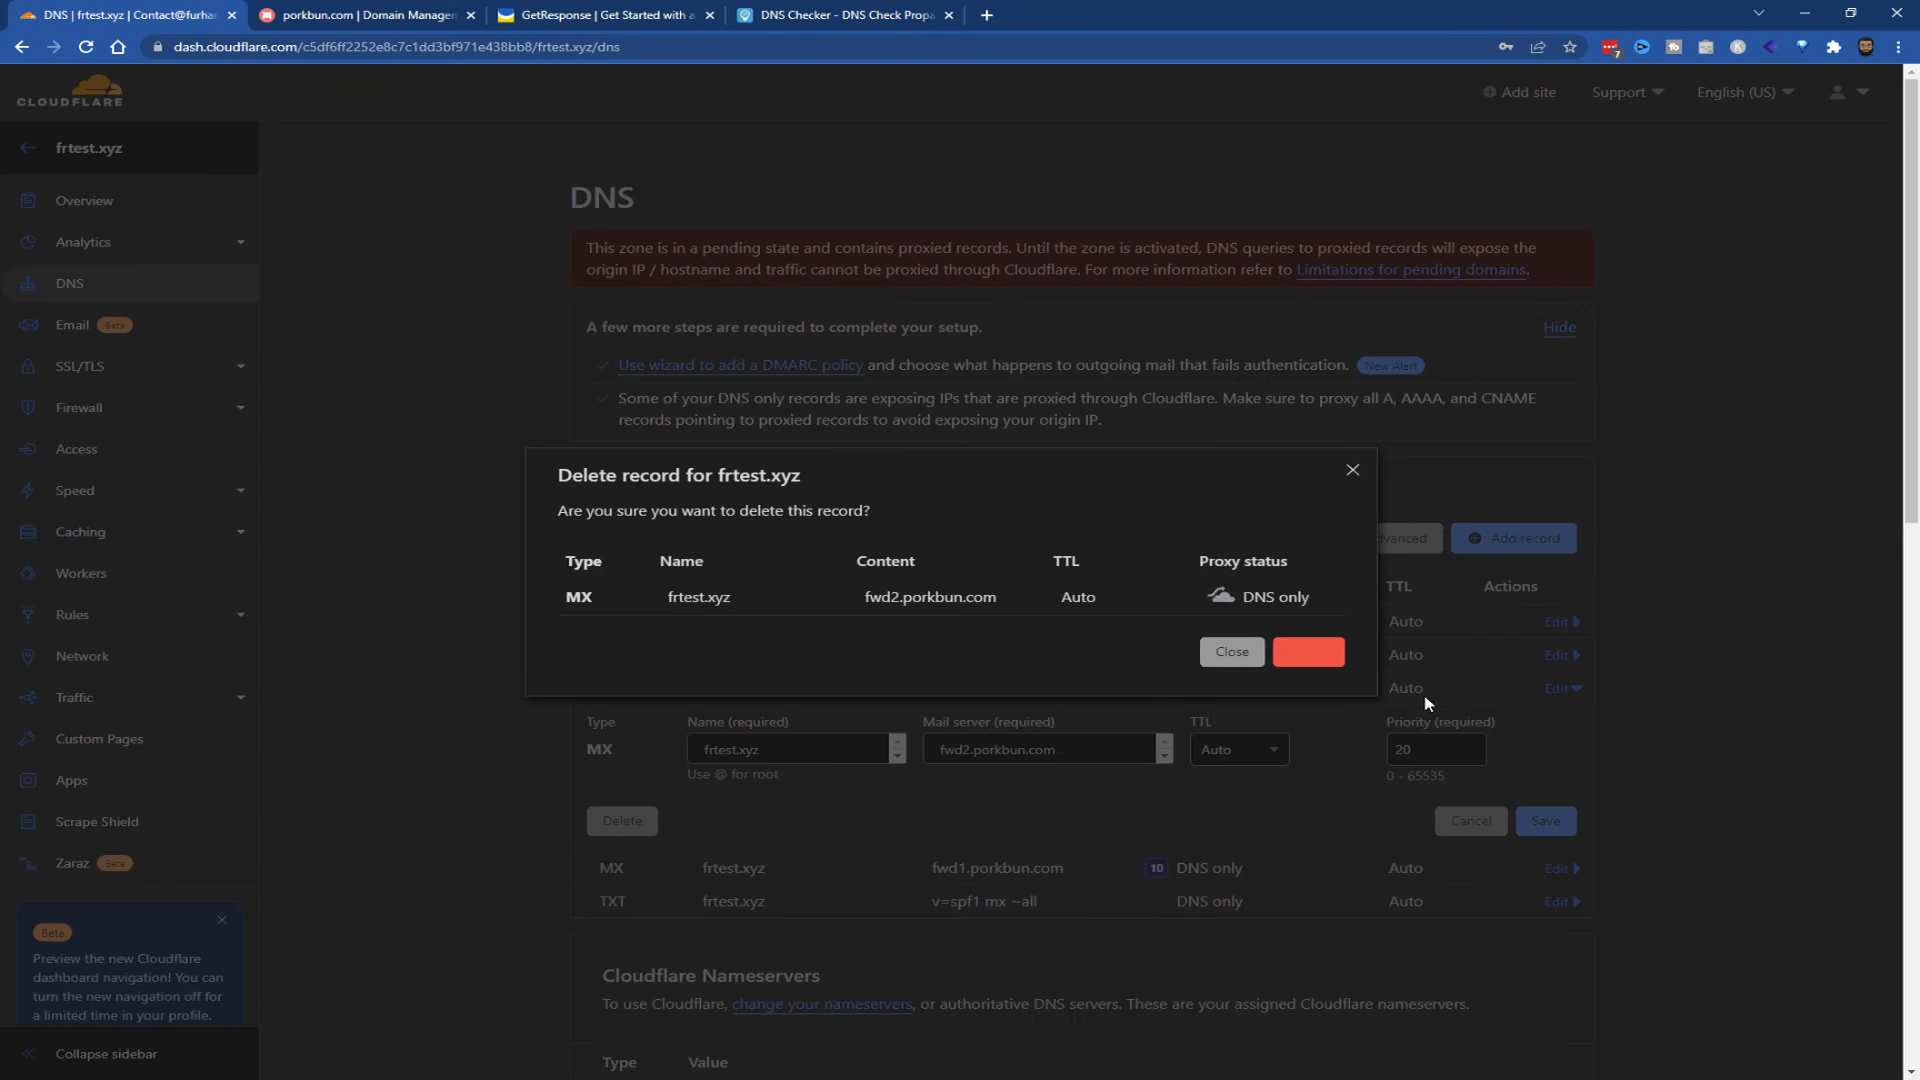 DNS | frtest.xyz | Contact@furhar
porkbun.com | Domain Managem
GetResponse | Get Started with a
DNS Checker - DNS Check Propa
dash.cloudflare.com/c5df6ff2252e8c7c1dd3bf971e438bb8/frtest.xyz/dns
7
CLOUDFLARE
Add site
Support
English (US)
frtest.xyz
Overview
Analytics
DNS
Email Beta
SSL/TLS
Firewall
Access
Speed
Caching
Workers
Rules
Network
Traffic
Custom Pages
Apps
Scrape Shield
Zaraz Beta
Beta
Preview the new Cloudflare
dashboard navigation! You can
turn the new navigation off for
a limited time in your profile.
Collapse sidebar
DNS
This zone is in a pending state and contains proxied records. Until the zone is activated, DNS queries to proxied records will expose the
origin IP / hostname and traffic cannot be proxied through Cloudflare. For more information refer to Limitations for pending domains.
A few more steps are required to complete your setup.
Hide
Use wizard to add a DMARC policy and choose what happens to outgoing mail that fails authentication. New Alert
Some of your DNS only records are exposing IPs that are proxied through Cloudflare. Make sure to proxy all A, AAAA, and CNAME
records pointing to proxied records to avoid exposing your origin IP.
Delete record for frtest.xyz
Are you sure you want to delete this record?
Type Name Content TTL Proxy status
MX frtest.xyz fwd2.porkbun.com Auto DNS only
Close
dvanced
Add record
TTL Actions
Auto Edit
Auto Edit
Auto Edit
Type Name (required) Mail server (required) TTL Priority (required)
MX frtest.xyz fwd2.porkbun.com Auto 20
Use @ for root 0 - 65535
Delete Cancel Save
MX frtest.xyz fwd1.porkbun.com 10 DNS only Auto Edit
TXT frtest.xyz v=spf1 mx ~all DNS only Auto Edit
Cloudflare Nameservers
To use Cloudflare, change your nameservers, or authoritative DNS servers. These are your assigned Cloudflare nameservers.
Type Value